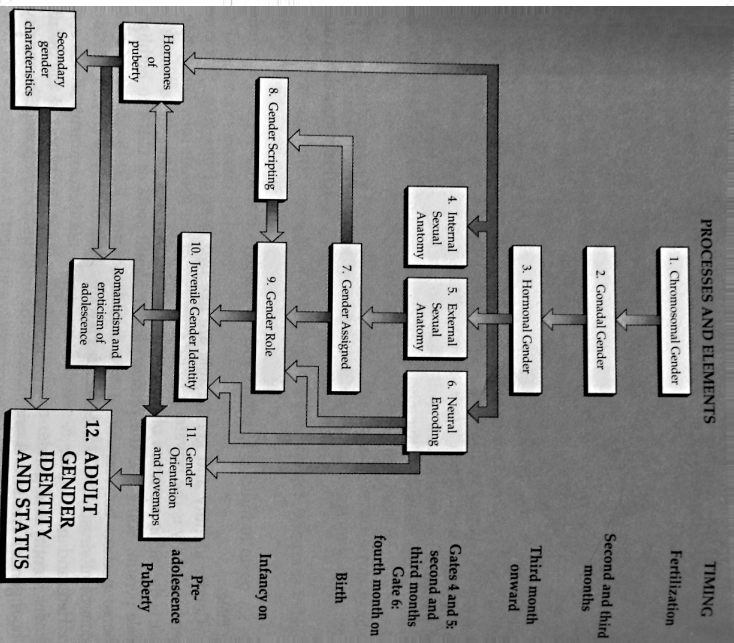 PROCESSES AND ELEMENTS
TIMING
1. Chromosomal Gender
Fertilization
2. Gonadal Gender
Second and third
months
3. Hormonal Gender
Third month
onward
4. Internal
Sexual
Anatomy
5. External
Sexual
Anatomy
6. Neural
Encoding
Gates 4 and 5:
second and
third months
Gate 6:
fourth month on
7. Gender Assigned
Birth
8. Gender Scripting
9. Gender Role
Infancy on
10. Juvenile Gender Identity
11. Gender
Orientation
and Lovemaps
Pre-
adolescence
Hormones
of
puberty
Puberty
Romanticism and
eroticism of
adolescence
Secondary
gender
characteristics
12. ADULT
GENDER
IDENTITY
AND STATUS